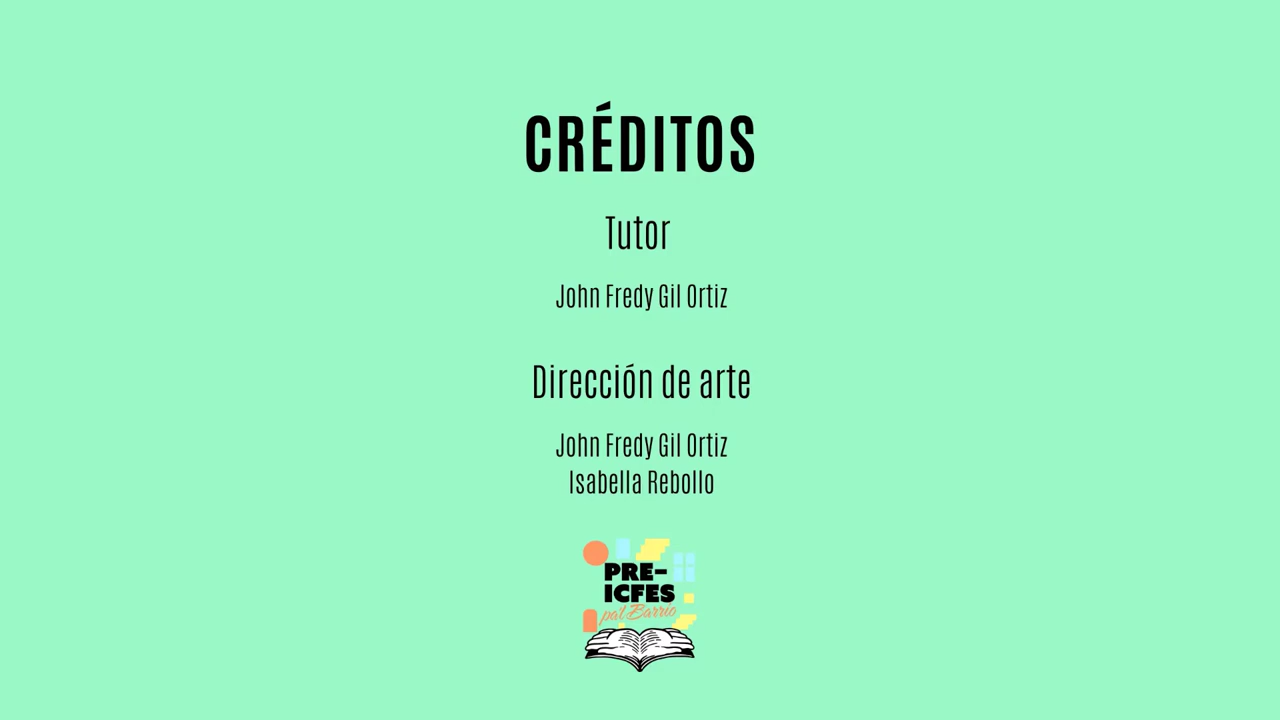 CRÉDITOS
Tutor
John Fredy Gil Ortiz
Dirección de arte
John Fredy Gil Ortiz
Isabella Rebollo
PRE-
ICFES
pa'l Barrio